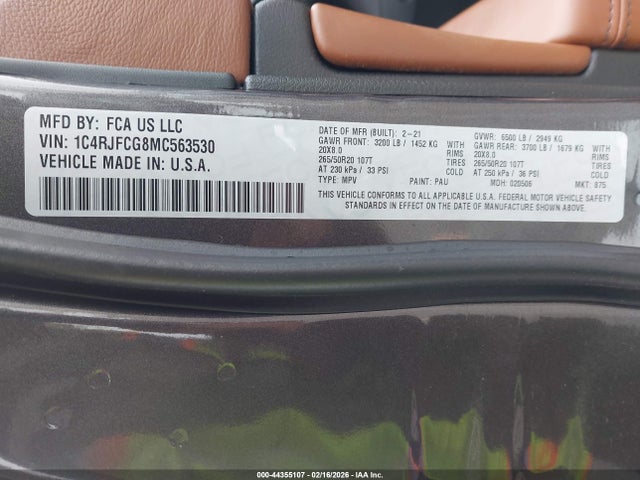 MFD BY: FCA US LLC
VIN: 1C4RJFCG8MC563530
VEHICLE MADE IN: U.S.A.
DATE OF MFR (BUILT): 2-21 GVWR: 6500 LB / 2949 KG
GAWR FRONT: 3200 LB / 1452 KG RIMS GAWR REAR: 3700 LB / 1679 KG RIMS
20X8.0 TIRES 20X8.0 TIRES
265/50R20 107T COLD 265/50R20 107T COLD
AT 230 kPa / 33 PSI AT 250 kPa / 36 PSI
TYPE: MPV PAINT: PAU MDH: 020506 MKT: 875
THIS VEHICLE CONFORMS TO ALL APPLICABLE U.S.A. FEDERAL MOTOR VEHICLE SAFETY
STANDARDS IN EFFECT ON THE DATE OF MANUFACTURE SHOWN ABOVE.
000-44355107 - 02/16/2026 - IAA Inc.